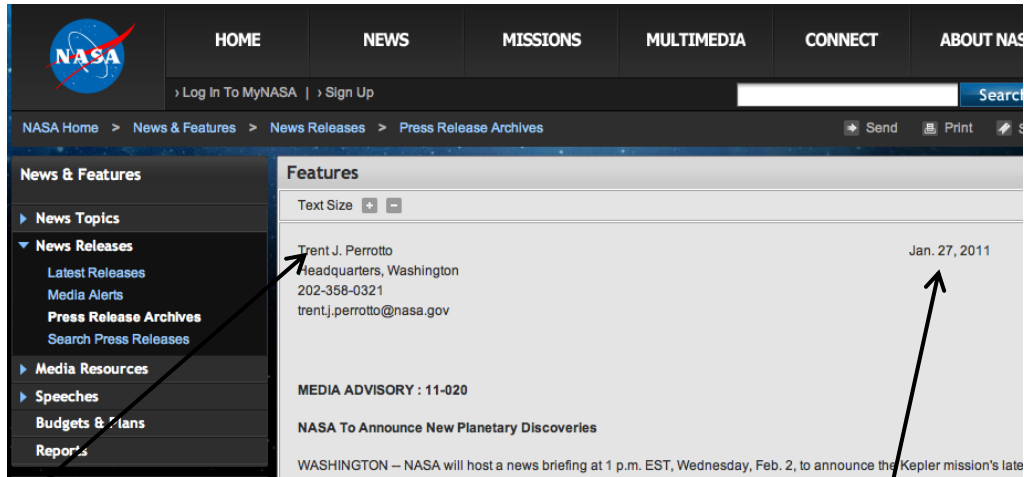 NASA
HOME NEWS MISSIONS MULTIMEDIA CONNECT ABOUT NAS
› Log In To MyNASA | › Sign Up Search
NASA Home > News & Features > News Releases > Press Release Archives Send Print S
News & Features
News Topics
News Releases
Latest Releases
Media Alerts
Press Release Archives
Search Press Releases
Media Resources
Speeches
Budgets & Plans
Reports
Features
Text Size + -
Trent J. Perrotto Jan. 27, 2011
Headquarters, Washington
202-358-0321
trent.j.perrotto@nasa.gov
MEDIA ADVISORY : 11-020
NASA To Announce New Planetary Discoveries
WASHINGTON -- NASA will host a news briefing at 1 p.m. EST, Wednesday, Feb. 2, to announce the Kepler mission's late